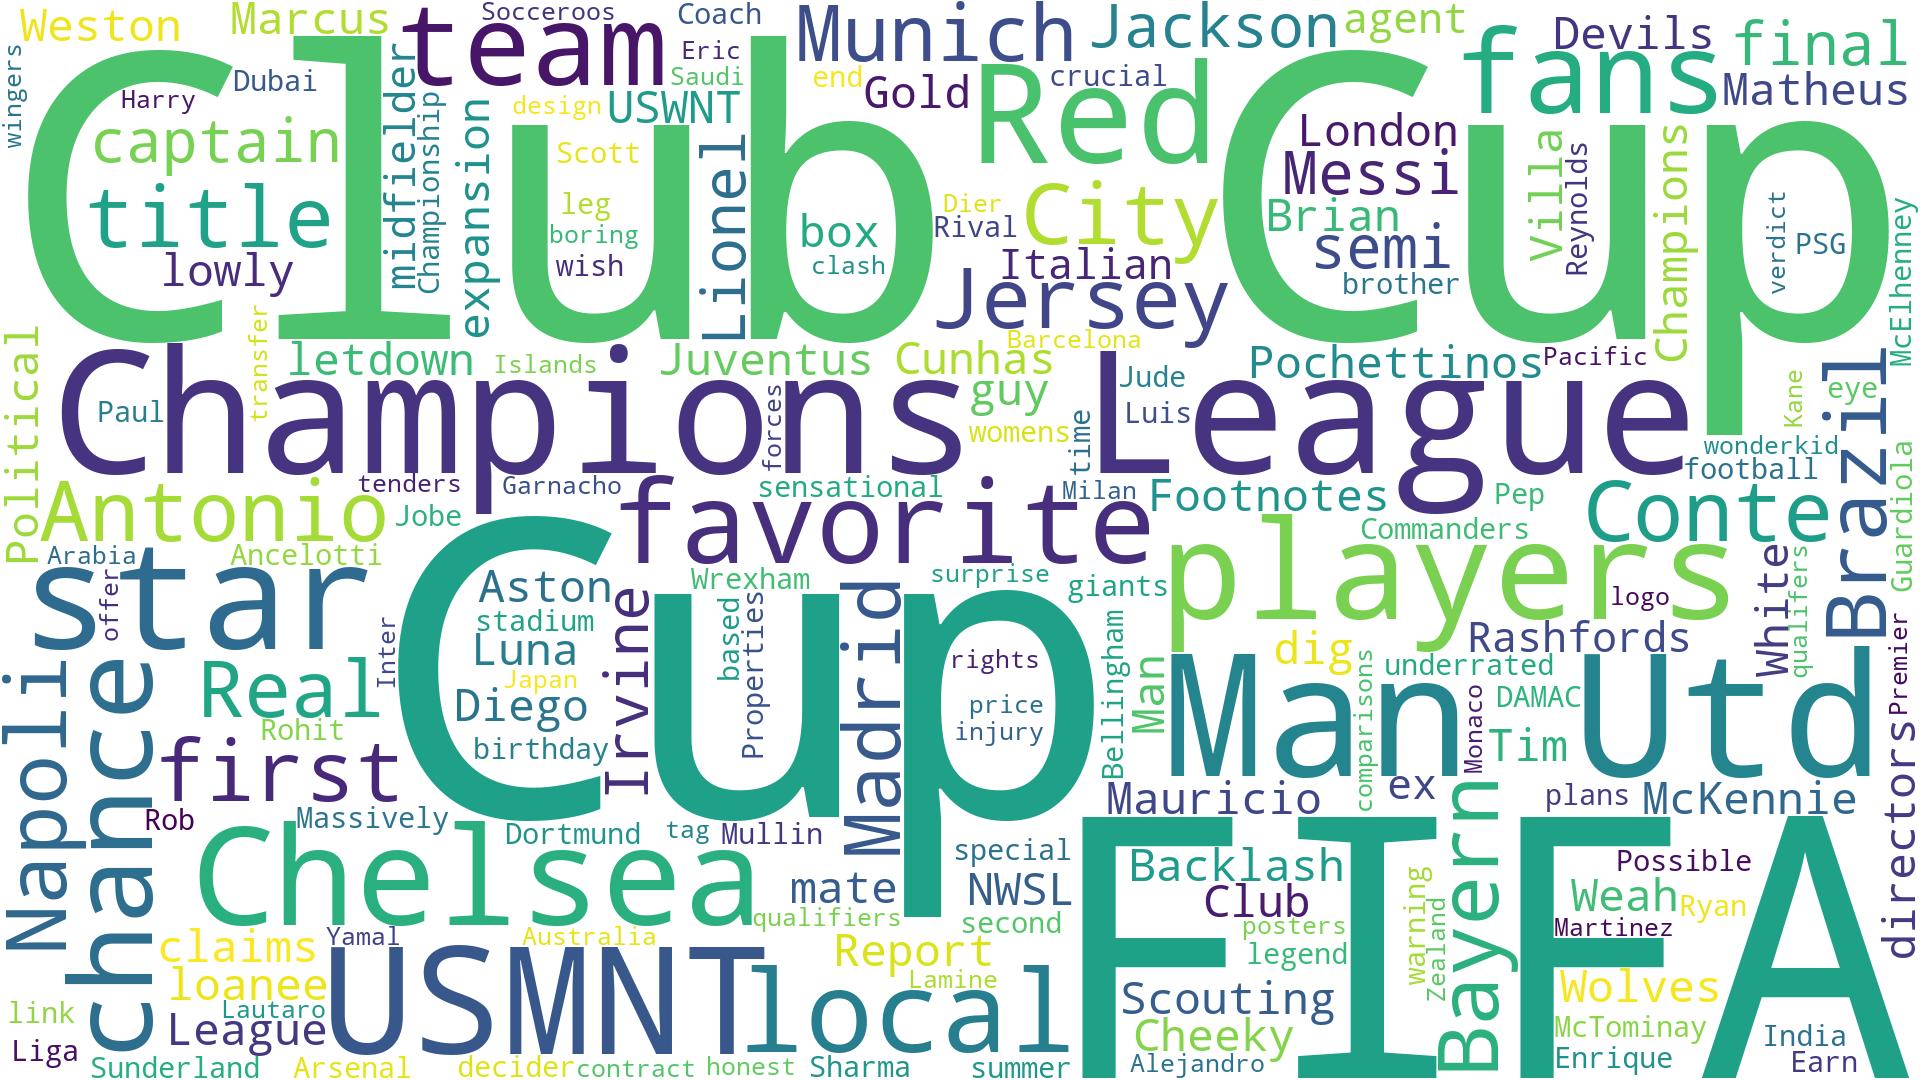 Weston
Marcus
Socceroos
Coach
team
Eric
Saudi
Munich
Jackson
agent
Devils
final
fans
Matheus
wingers
Harry
Dubai
Club Cup
captain
title
lowly
midfielder
Championship
expansion
design
USWNT
Scott
leg
boring
wish
Lionel
end
Gold
crucial
Red
box
clash
Dier
Rival
City
Italian
Jersey
London
Messi
Brian
semi
brother
Villa
Reynolds
Champions
verdict
PSG
McElhenney
Political
transfer
letdown
Islands
Juventus
Cunhas
Barcelona
guy
womens
Pochettinos
Pacific
Jude
Luis
time
Kane
eye
Brazil
Champions League
Paul
forces
wonderkid
football
Guardiola
tenders
Garnacho
sensational
Milan
Footnotes
Pep
Conte
Antonio
Jobe
favorite
Commanders
players
Arabia
Ancelotti
star
offer
Inter
Aston
stadium
Luna
Japan
Diego
birthday
Irvine
Wrexham
based
Properties
Madrid
surprise
rights
price
injury
giants
Bellingham
Man
logo
White
qualifers
dig
Rashfords
underrated
comparisons
DAMAC
Monaco
Tim
Man Utd
Premier
directors
Napoli
chance
Real
Rohit
first
Rob
Massively
FIFA Cup
Mauricio
ex
plans
McKennie
Chelsea
Dortmund
tag
Mullin
mate
special
NWSL
second
qualifiers
Backlash
Club
posters
legend
warning
Zealand
Bayern
Possible
Weah
Ryan
Martinez
claims
Yamal
Australia
Report
Lamine
loanee
Lautaro
USMNT
local
Scouting
Cheeky
Alejandro
Wolves
McTominay
Enrique
India
Earn
link
Liga
League
Sunderland
Arsenal
decider
contract
honest
Sharma
summer